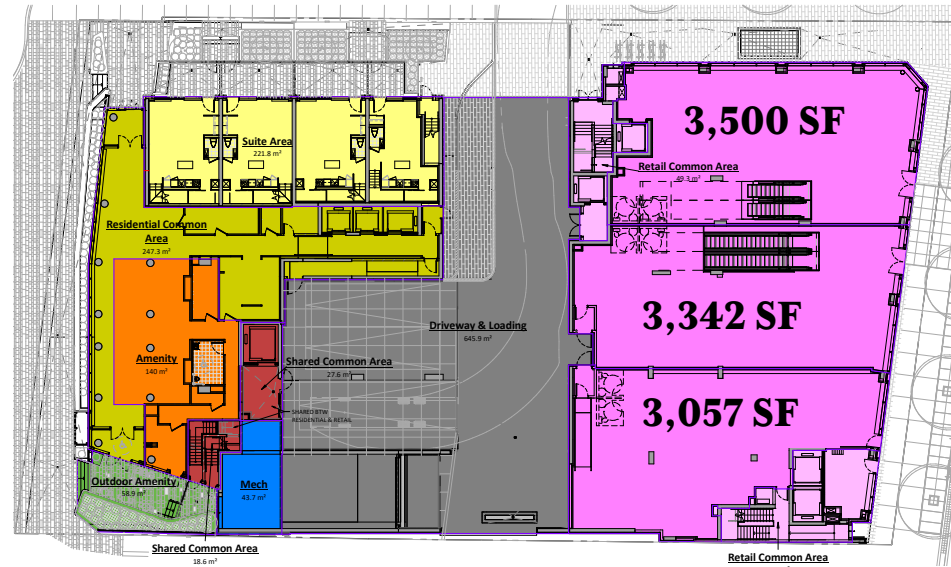 3,500 SF
Suite Area
221.8 m²
Retail Common Area
49.3 m²
Residential Common
Area
247.3 m²
3,342 SF
Driveway & Loading
645.9 m²
Amenity
140 m²
Shared Common Area
27.6 m²
3,057 SF
SHARED BTW
RESIDENTIAL & RETAIL
Outdoor Amenity
58.9 m²
Mech
43.7 m²
Shared Common Area
18.6 m²
Retail Common Area